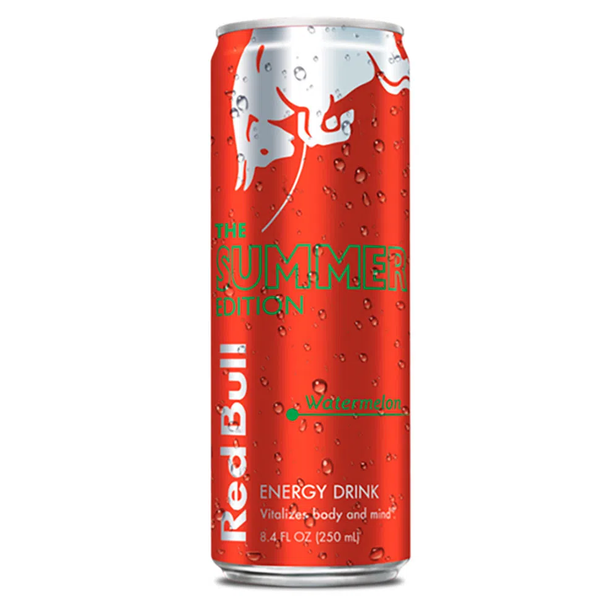 THE
SUMMER
EDITION
Red Bull
Watermelon
ENERGY DRINK
Vitalizes body and mind®
8.4 FL OZ (250 mL)